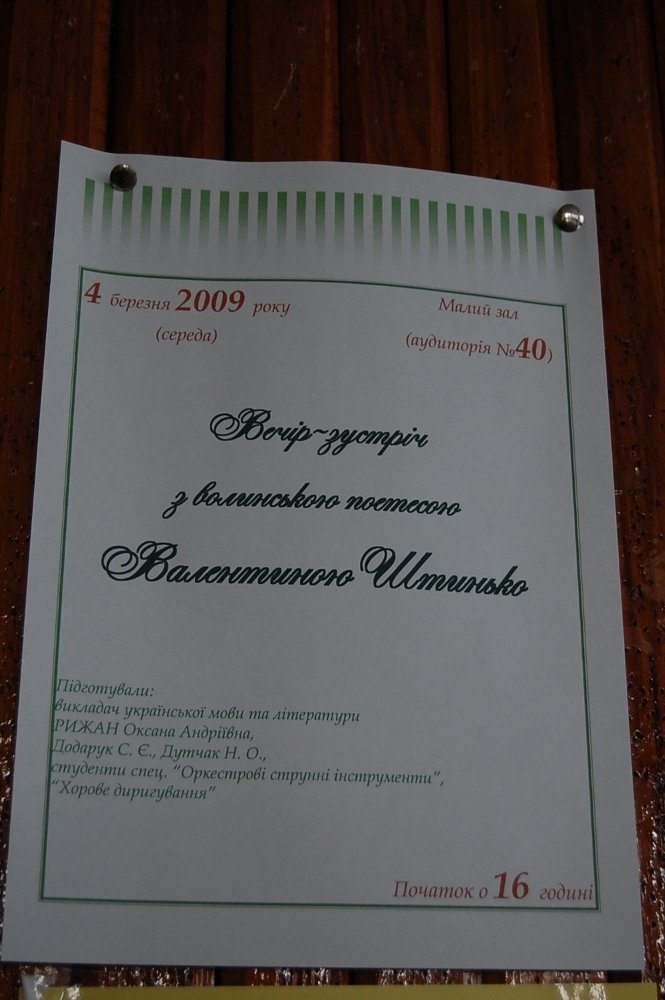 4 березня 2009 року
(середа)
Малий зал
(аудиторія №40)
Вечір~зустріч
з волинською поетесою
Валентиною Штинько
Підготували:
викладач української мови та літератури
РИЖАН Оксана Андріївна,
Додарук С. Є., Дутчак Н. О.,
студенти спец. “Оркестрові струнні інструменти”,
“Хорове диригування”
Початок о 16 годині